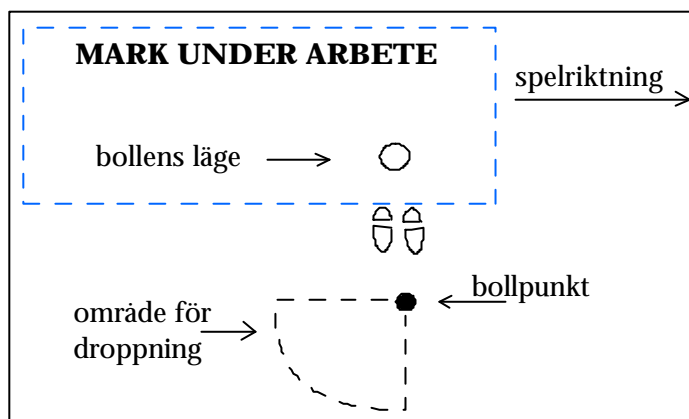 MARK UNDER ARBETE
spelriktning
bollens läge
bollpunkt
område för
droppning